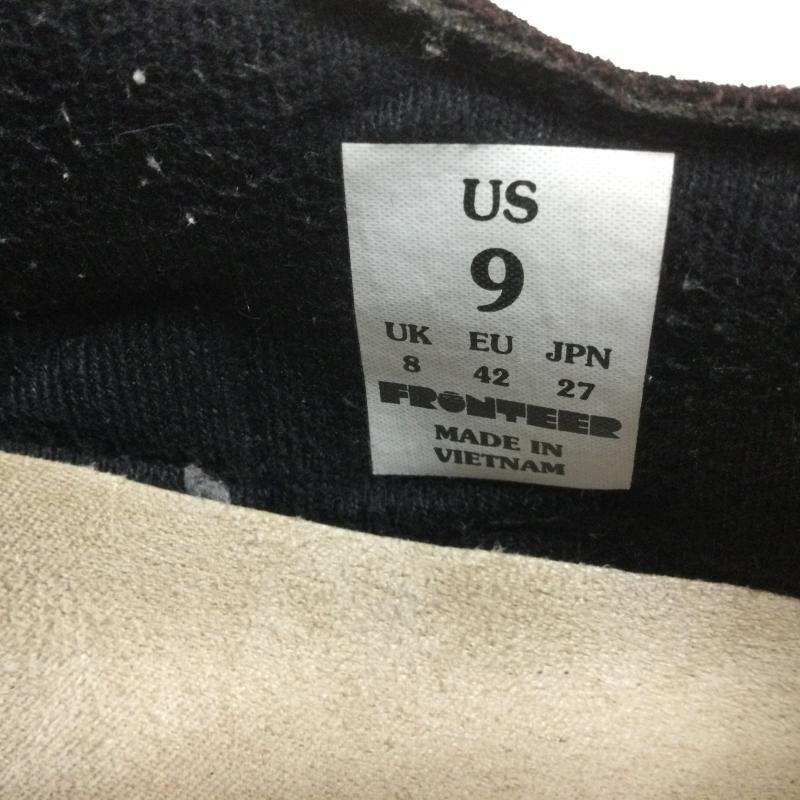 US
9
UK EU JPN
8 42 27
FRONTEER
MADE IN
VIETNAM